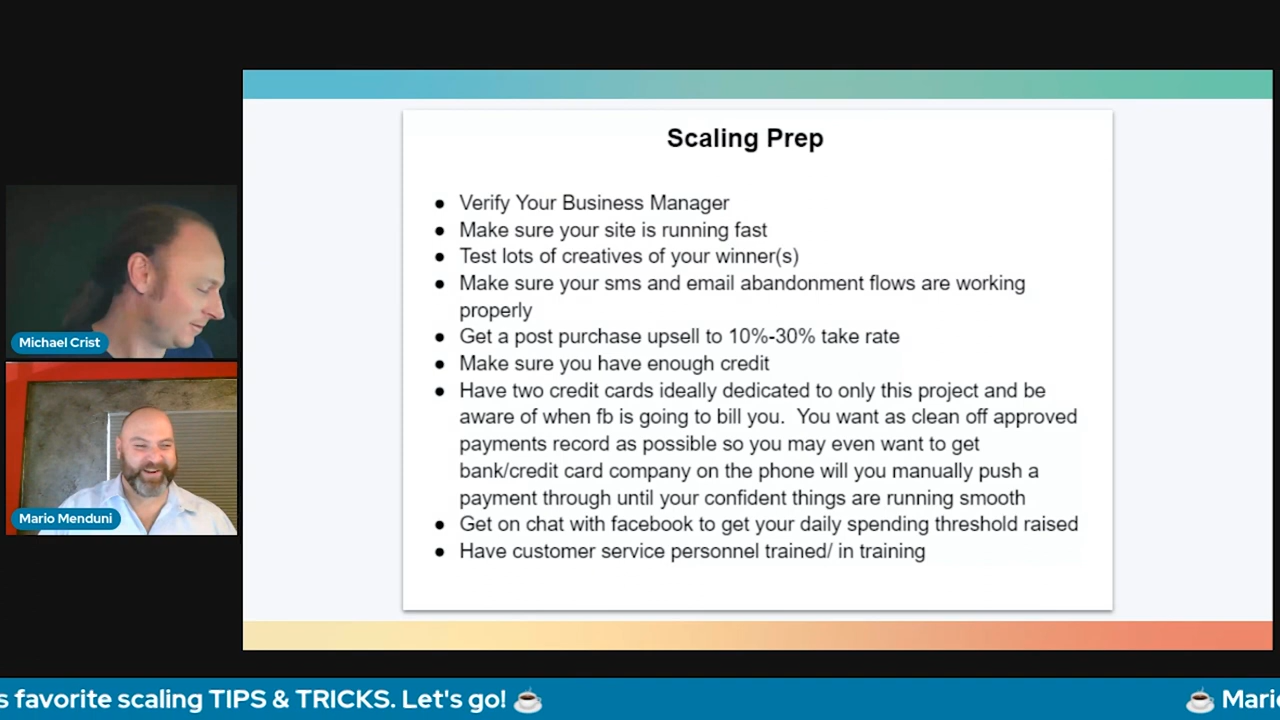 Scaling Prep
● Verify Your Business Manager
● Make sure your site is running fast
● Test lots of creatives of your winner(s)
● Make sure your sms and email abandonment flows are working
properly
● Get a post purchase upsell to 10%-30% take rate
● Make sure you have enough credit
● Have two credit cards ideally dedicated to only this project and be
aware of when fb is going to bill you.  You want as clean off approved
payments record as possible so you may even want to get
bank/credit card company on the phone will you manually push a
payment through until your confident things are running smooth
● Get on chat with facebook to get your daily spending threshold raised
● Have customer service personnel trained/ in training
Michael Crist
Mario Menduni
s favorite scaling TIPS & TRICKS. Let's go! ☕ ☕ Mario